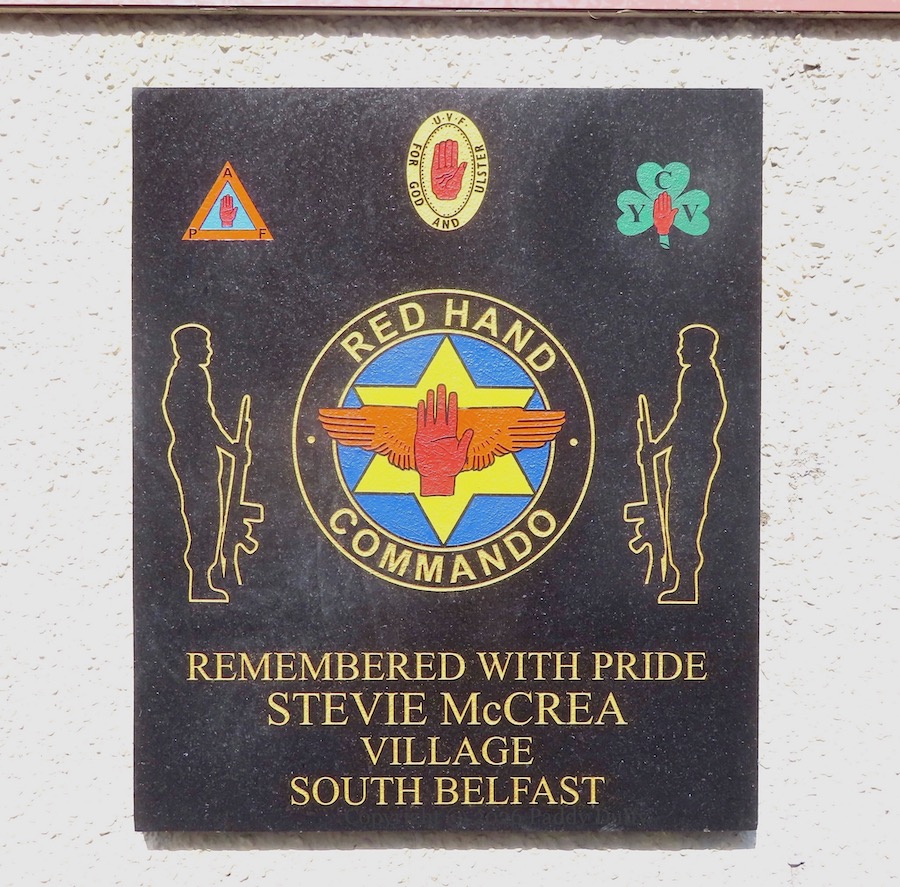 U.V.F.
FOR GOD AND ULSTER
A
P F
C
Y V
RED HAND
COMMANDO
REMEMBERED WITH PRIDE
STEVIE McCREA
VILLAGE
SOUTH BELFAST